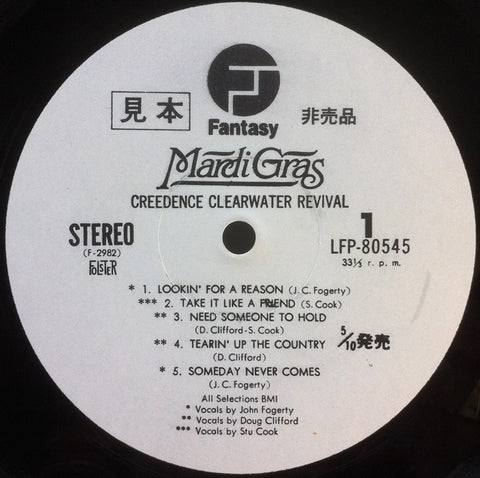 見本
Fantasy
非売品
Mardi Gras
CREEDENCE CLEARWATER REVIVAL
STEREO
(F-2982)
POLSTER
1
LFP-80545
33⅓ r. p. m.
* 1. LOOKIN' FOR A REASON (J. C. Fogerty)
*** 2. TAKE IT LIKE A FRIEND (S. Cook)
** 3. NEED SOMEONE TO HOLD
(D. Clifford-S. Cook)
** 4. TEARIN' UP THE COUNTRY
(D. Clifford)
5/10発売
* 5. SOMEDAY NEVER COMES
(J. C. Fogerty)
All Selections BMI
* Vocals by John Fogerty
** Vocals by Doug Clifford
*** Vocals by Stu Cook